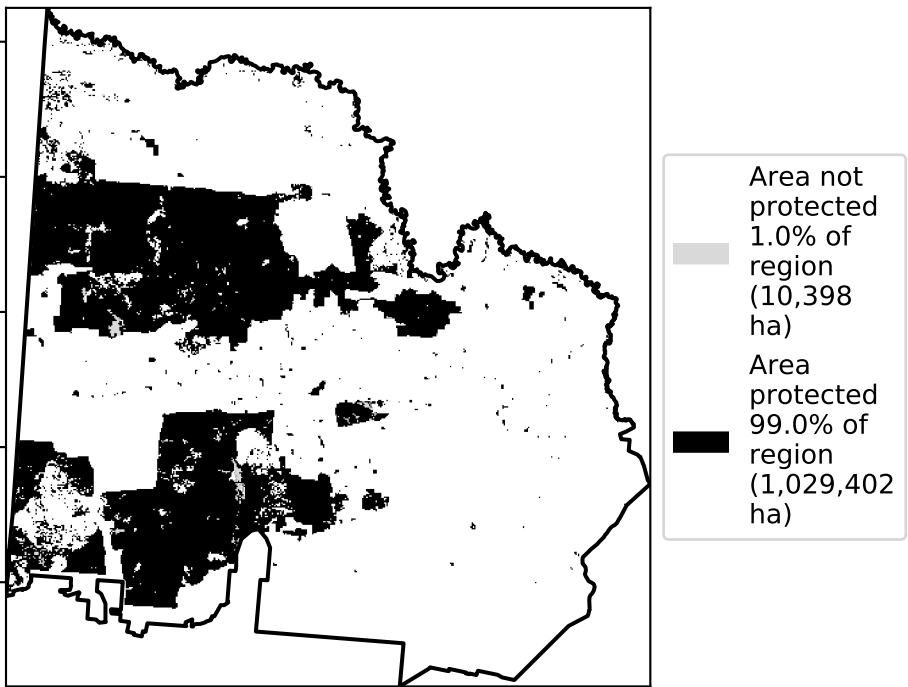 Area not
protected
1.0% of
region
(10,398
ha)
Area
protected
99.0% of
region
(1,029,402
ha)